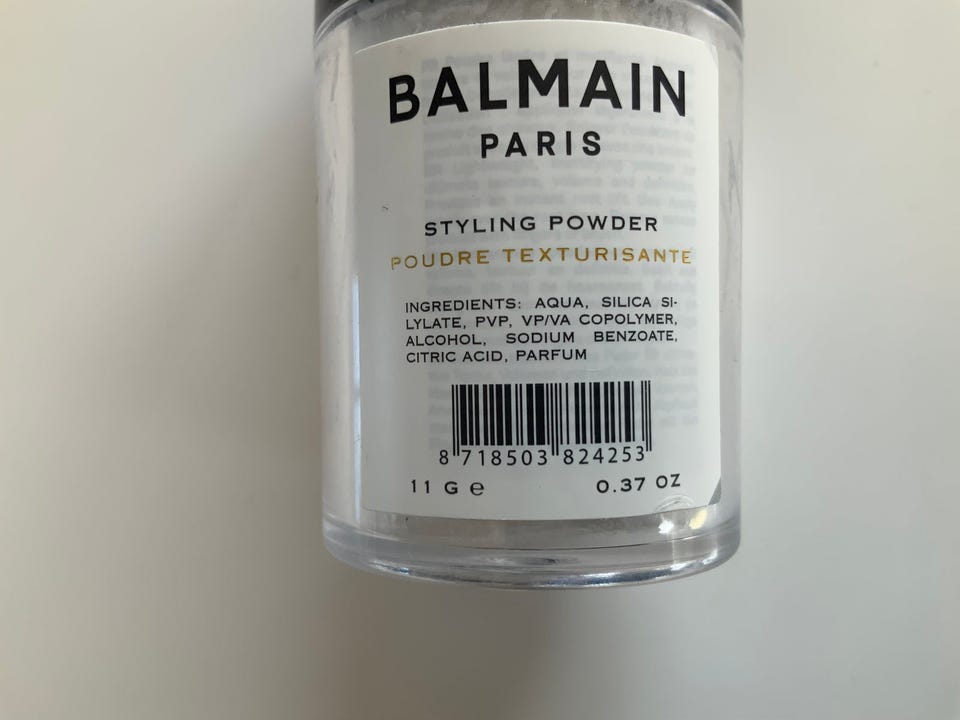 BALMAIN
PARIS
STYLING POWDER
POUDRE TEXTURISANTE
INGREDIENTS: AQUA, SILICA SI-
LYLATE, PVP, VP/VA COPOLYMER,
ALCOHOL, SODIUM BENZOATE,
CITRIC ACID, PARFUM
8 718503 824253
11 G ℮ 0.37 OZ